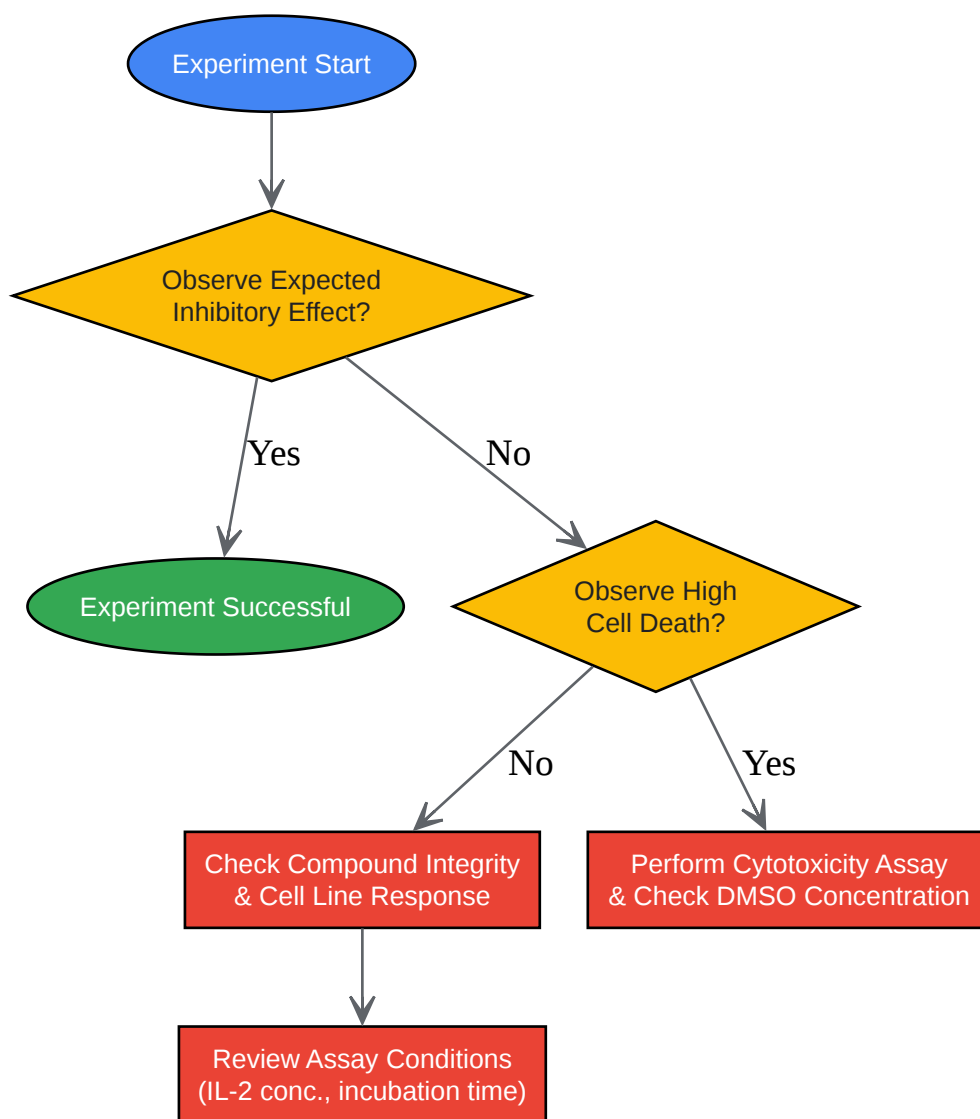 Experiment Start
Observe Expected
Inhibitory Effect?
Yes
No
Experiment Successful
Observe High
Cell Death?
No
Yes
Check Compound Integrity
& Cell Line Response
Perform Cytotoxicity Assay
& Check DMSO Concentration
Review Assay Conditions
(IL-2 conc., incubation time)